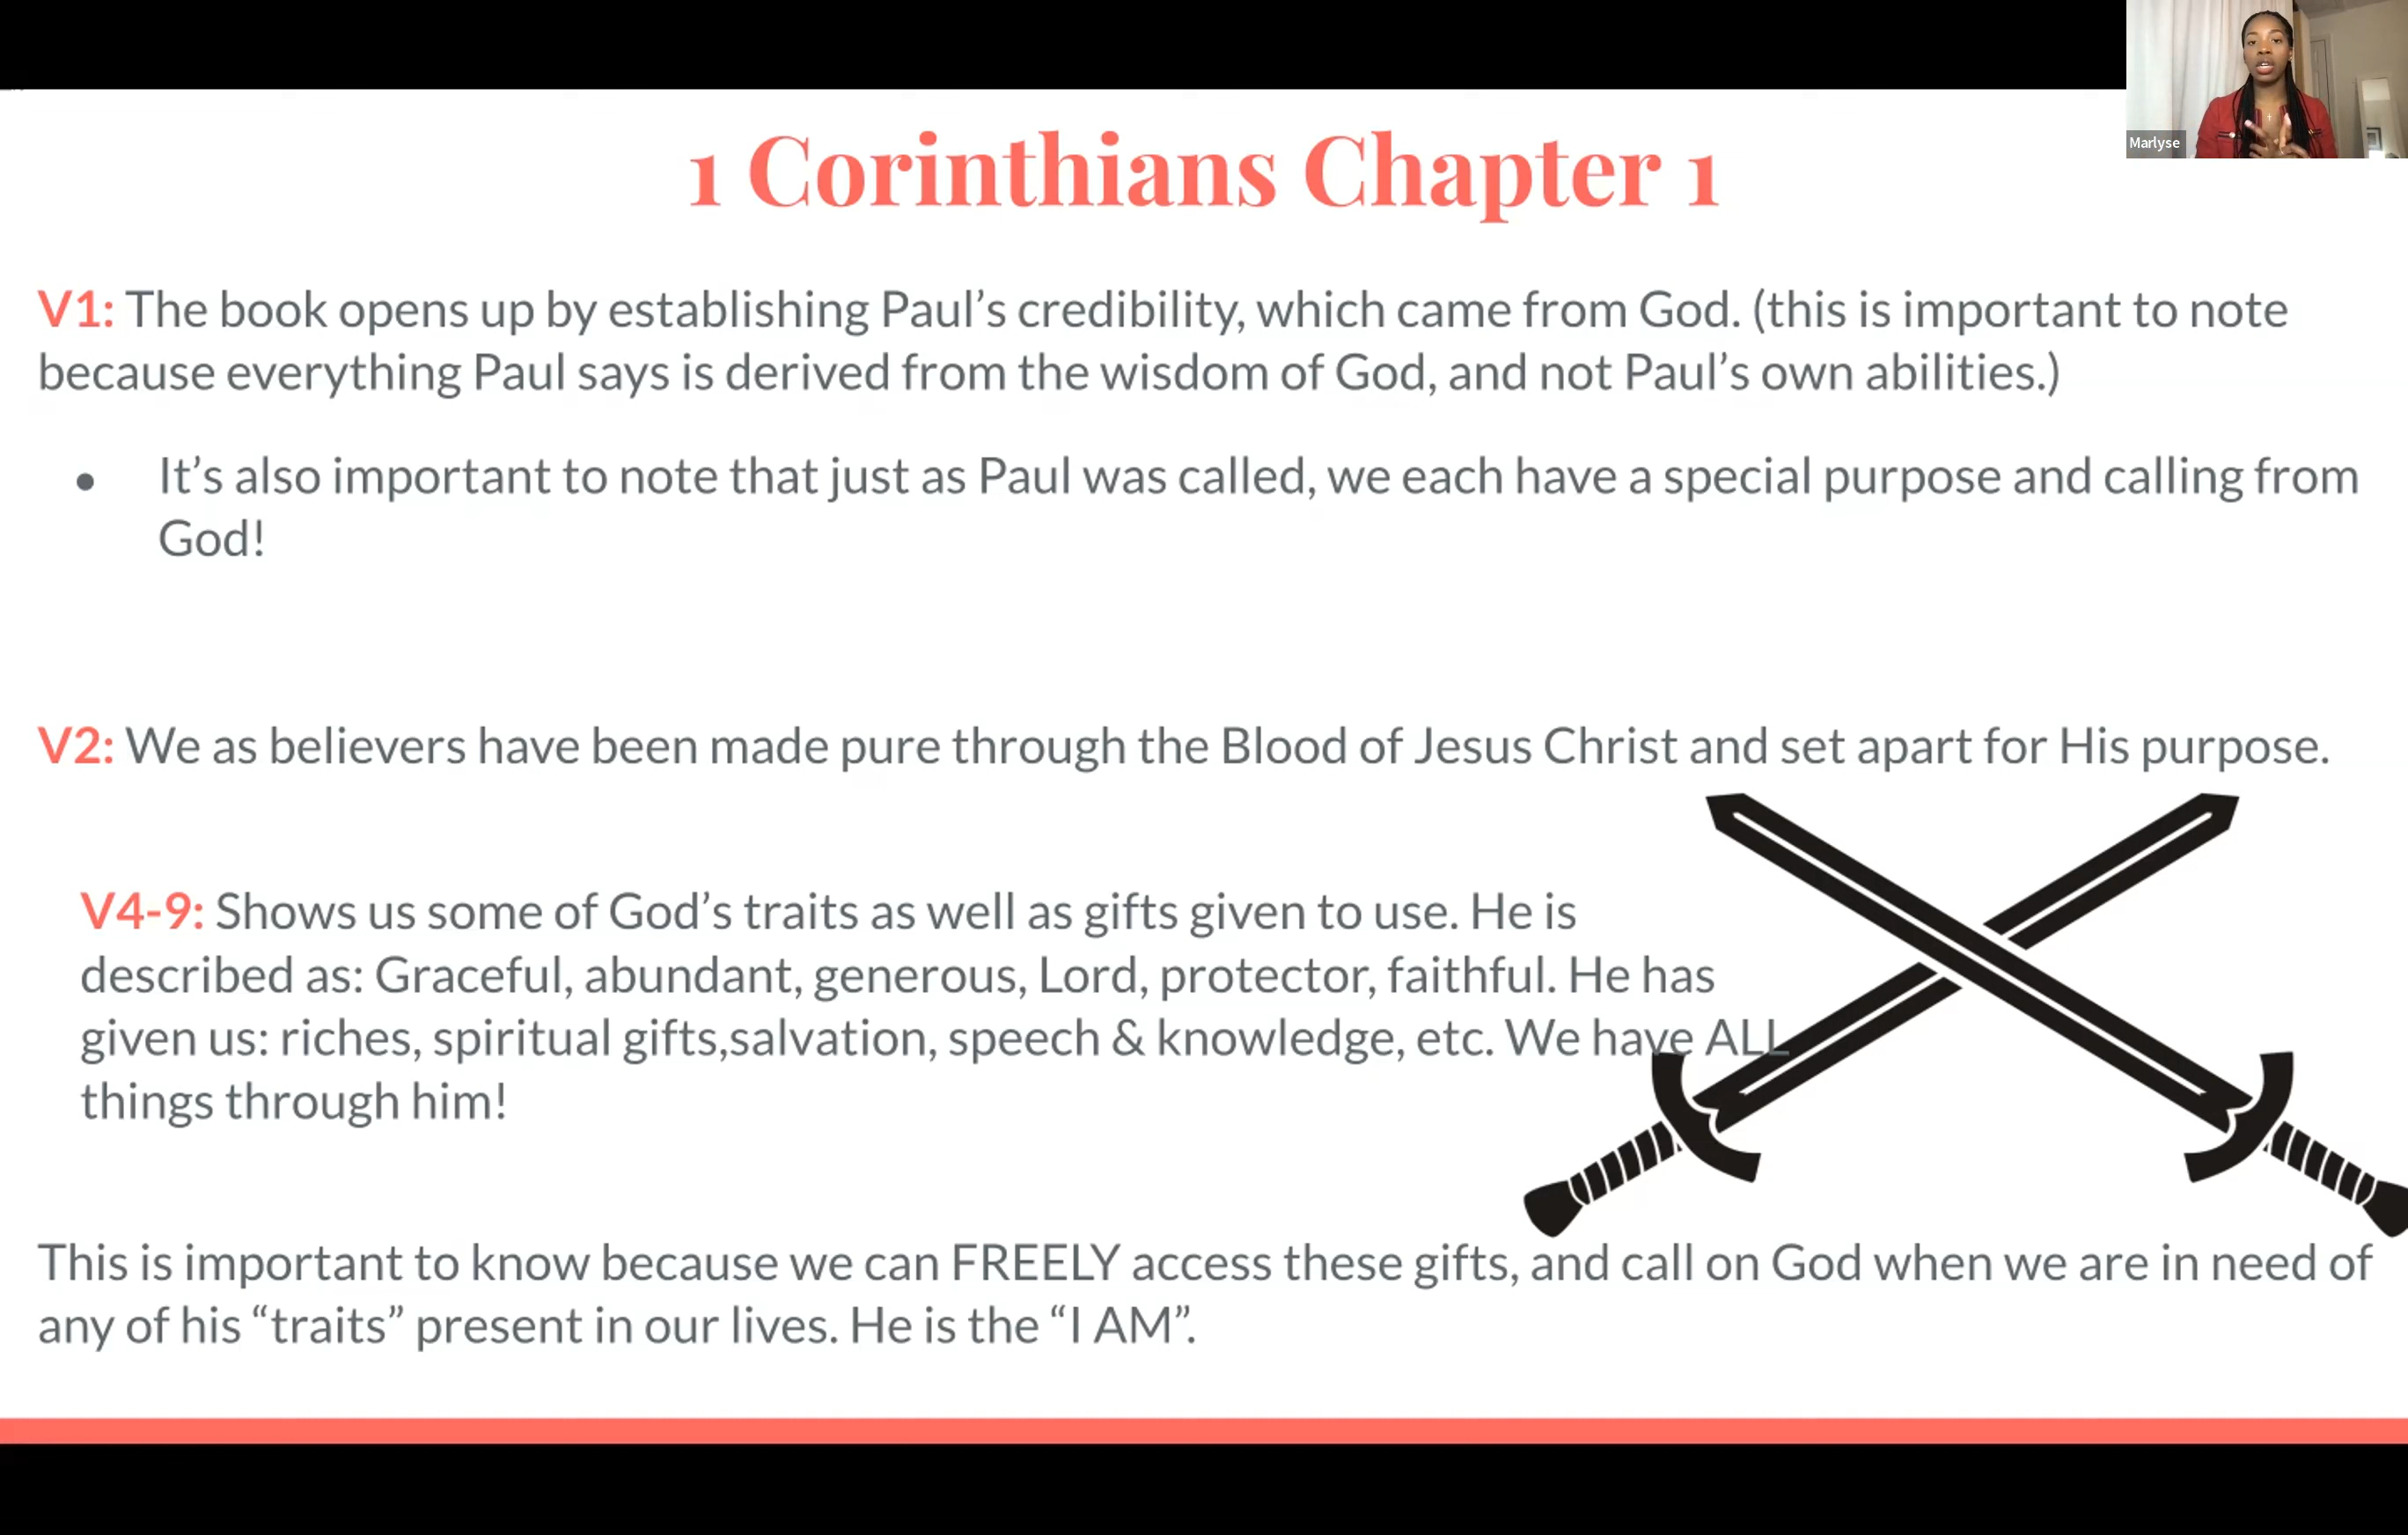 Marlyse
1 Corinthians Chapter 1
V1: The book opens up by establishing Paul’s credibility, which came from God. (this is important to note
because everything Paul says is derived from the wisdom of God, and not Paul’s own abilities.)
● It’s also important to note that just as Paul was called, we each have a special purpose and calling from
God!
V2: We as believers have been made pure through the Blood of Jesus Christ and set apart for His purpose.
V4-9: Shows us some of God’s traits as well as gifts given to use. He is
described as: Graceful, abundant, generous, Lord, protector, faithful. He has
given us: riches, spiritual gifts,salvation, speech & knowledge, etc. We have ALL
things through him!
This is important to know because we can FREELY access these gifts, and call on God when we are in need of
any of his “traits” present in our lives. He is the “I AM”.